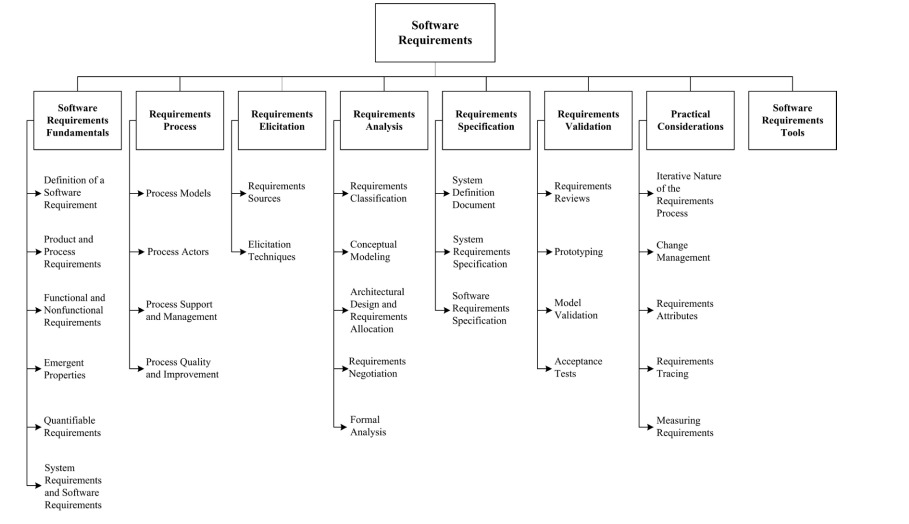 Software
Requirements
Software
Requirements
Fundamentals
Requirements
Process
Requirements
Elicitation
Requirements
Analysis
Requirements
Specification
Requirements
Validation
Practical
Considerations
Software
Requirements
Tools
Definition of a
Software
Requirement
Product and
Process
Requirements
Functional and
Nonfunctional
Requirements
Emergent
Properties
Quantifiable
Requirements
System
Requirements
and Software
Requirements
Process Models
Process Actors
Process Support
and Management
Process Quality
and Improvement
Requirements
Sources
Elicitation
Techniques
Requirements
Classification
Conceptual
Modeling
Architectural
Design and
Requirements
Allocation
Requirements
Negotiation
Formal
Analysis
System
Definition
Document
System
Requirements
Specification
Software
Requirements
Specification
Requirements
Reviews
Prototyping
Model
Validation
Acceptance
Tests
Iterative Nature
of the
Requirements
Process
Change
Management
Requirements
Attributes
Requirements
Tracing
Measuring
Requirements